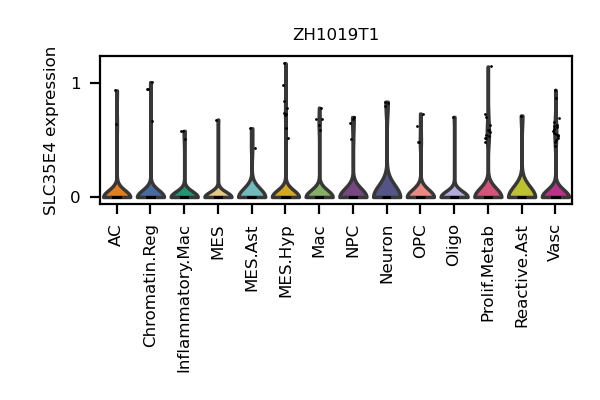 ZH1019T1
SLC35E4 expression
1
0
AC
Chromatin.Reg
Inflammatory.Mac
MES
MES.Ast
MES.Hyp
Mac
NPC
Neuron
OPC
Oligo
Prolif.Metab
Reactive.Ast
Vasc